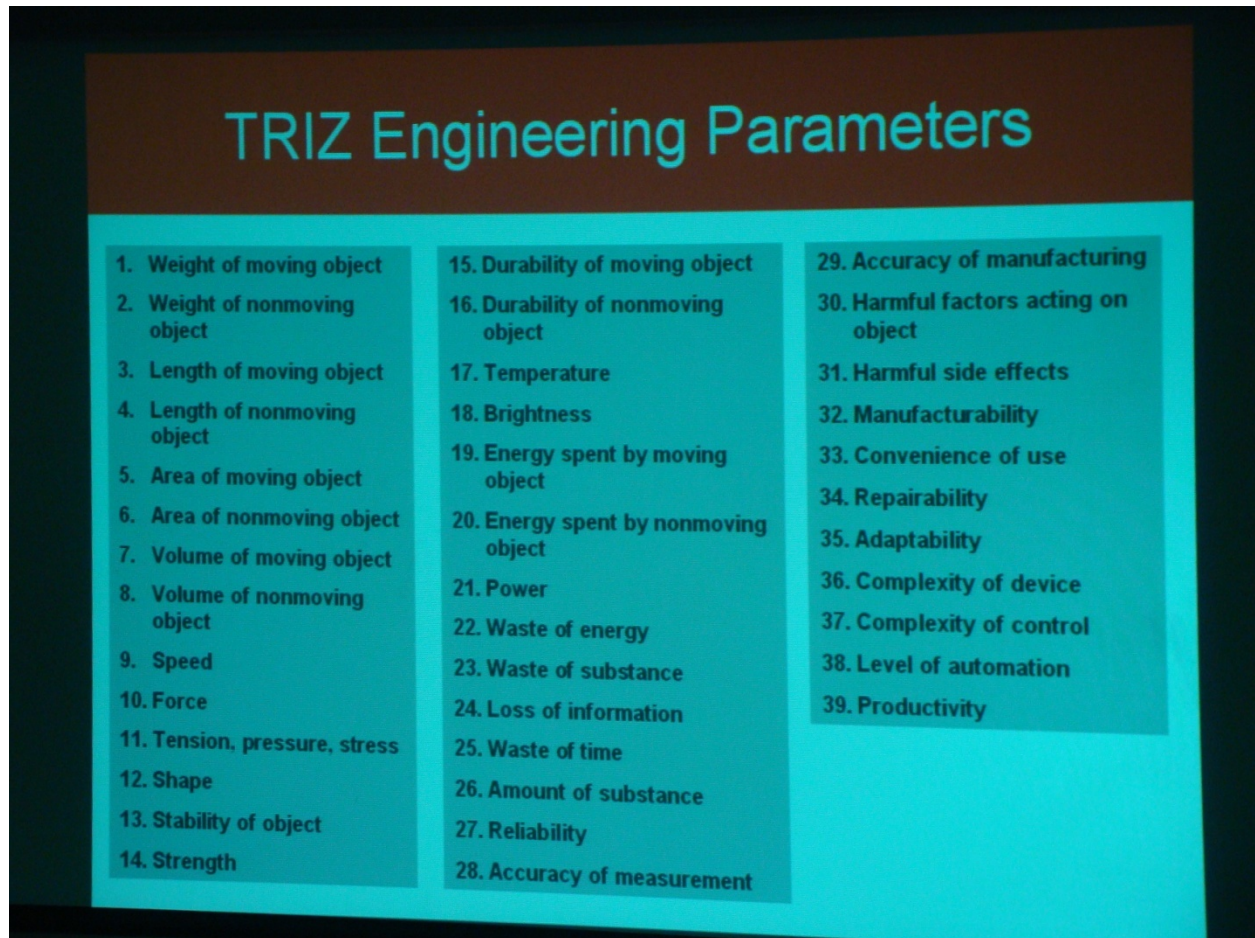 TRIZ Engineering Parameters
1. Weight of moving object
2. Weight of nonmoving
object
3. Length of moving object
4. Length of nonmoving
object
5. Area of moving object
6. Area of nonmoving object
7. Volume of moving object
8. Volume of nonmoving
object
9. Speed
10. Force
11. Tension, pressure, stress
12. Shape
13. Stability of object
14. Strength
15. Durability of moving object
16. Durability of nonmoving
object
17. Temperature
18. Brightness
19. Energy spent by moving
object
20. Energy spent by nonmoving
object
21. Power
22. Waste of energy
23. Waste of substance
24. Loss of information
25. Waste of time
26. Amount of substance
27. Reliability
28. Accuracy of measurement
29. Accuracy of manufacturing
30. Harmful factors acting on
object
31. Harmful side effects
32. Manufacturability
33. Convenience of use
34. Repairability
35. Adaptability
36. Complexity of device
37. Complexity of control
38. Level of automation
39. Productivity